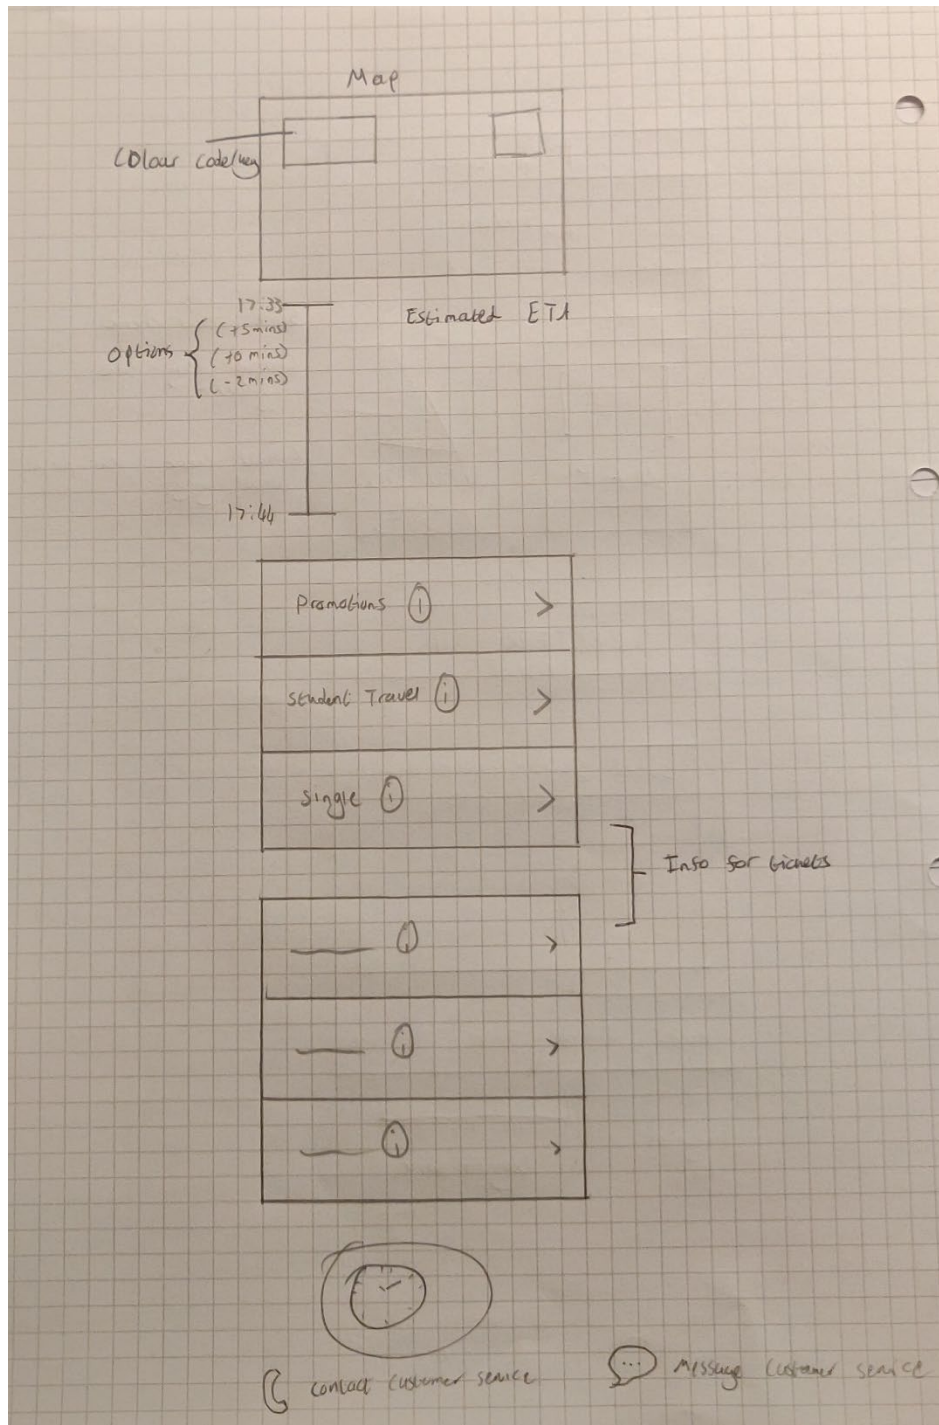 Map
Colour code/key
17:33
Estimated ETA
(+5mins)
Options
(+0 mins)
(-2mins)
17:44
Promotions i
Student Travel i
Single i
Info for tickets
i
i
i
Contact customer service
Message customer service